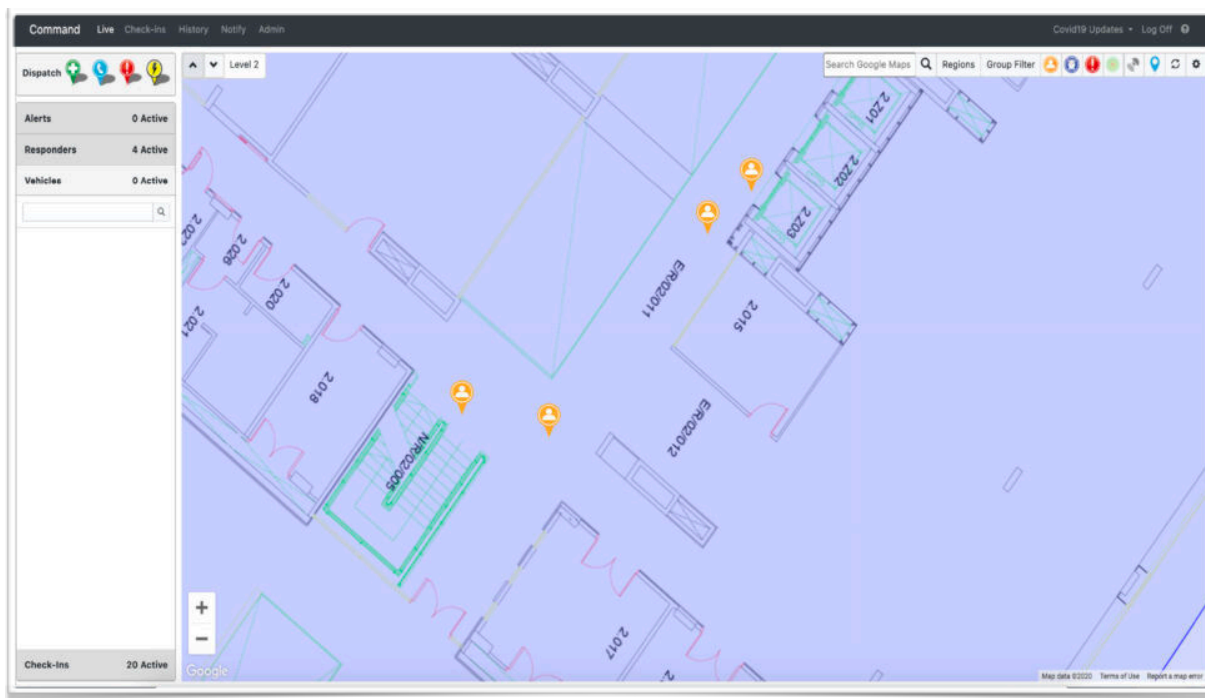 Command Live Check-ins History Notify Admin Covid19 Updates Log Off
Dispatch
Level 2
Search Google Maps Regions Group Filter
Alerts 0 Active
Responders 4 Active
Vehicles 0 Active
2.Z01
2.Z02
2.Z03
2.026
2.020
2.021
2.018
N/R/02/005
E/R/02/011
2.015
E/R/02/012
2.017
Check-Ins 20 Active
Google
Map data ©2020 Terms of Use Report a map error